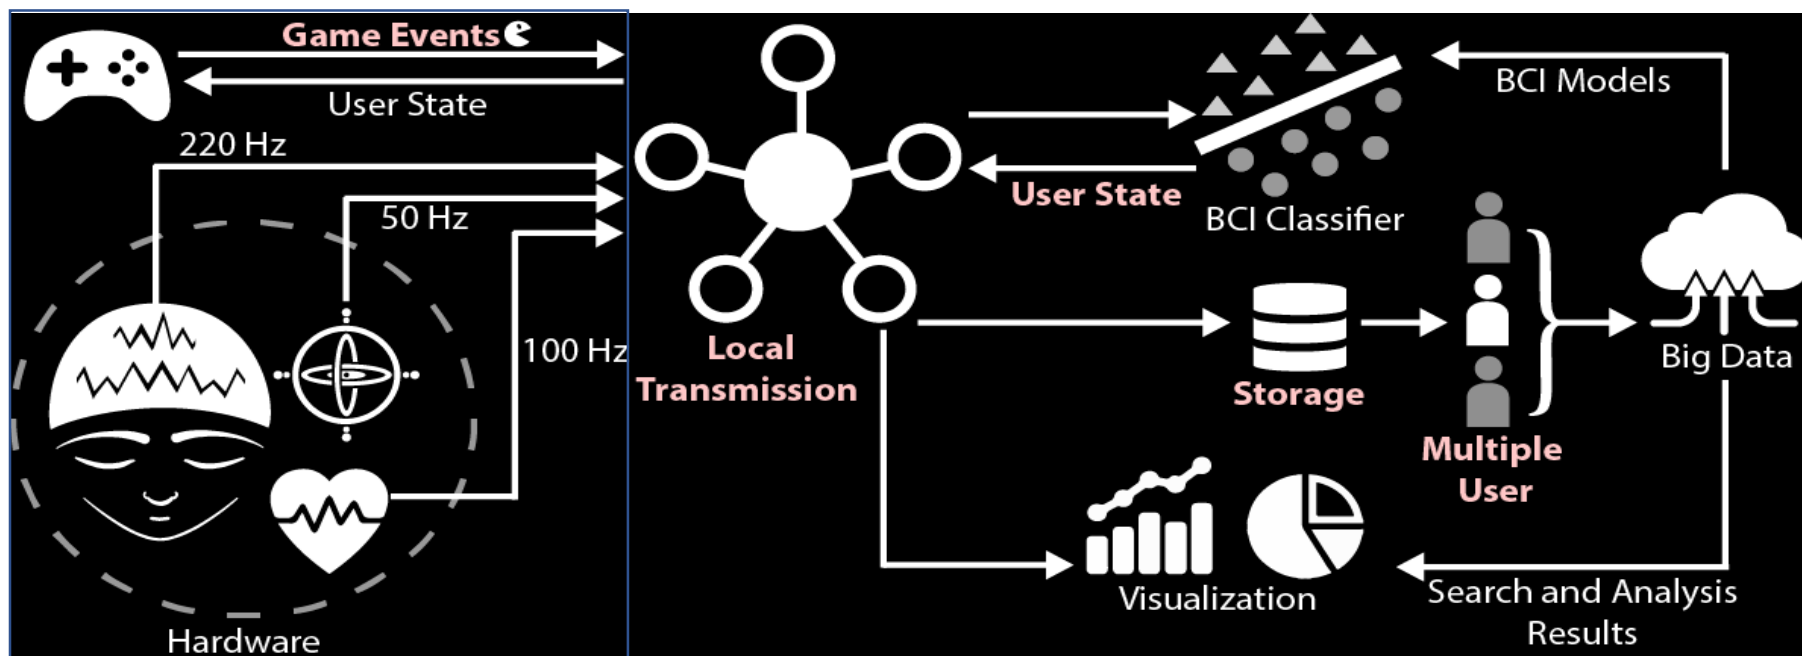 Game Events
User State
220 Hz
50 Hz
100 Hz
Hardware
Local
Transmission
User State
BCI Classifier
BCI Models
Storage
Multiple
User
Big Data
Visualization
Search and Analysis
Results